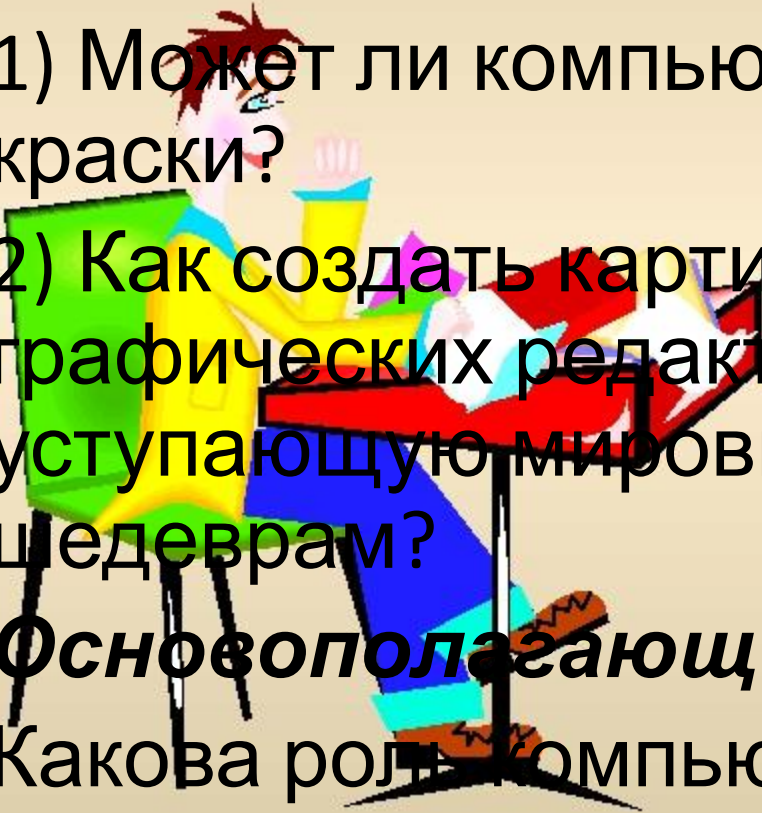 1) Может ли компью
краски?
2) Как создать карти
графических редакт
уступающую миров
шедеврам?
Основополагающ
Какова роль компью